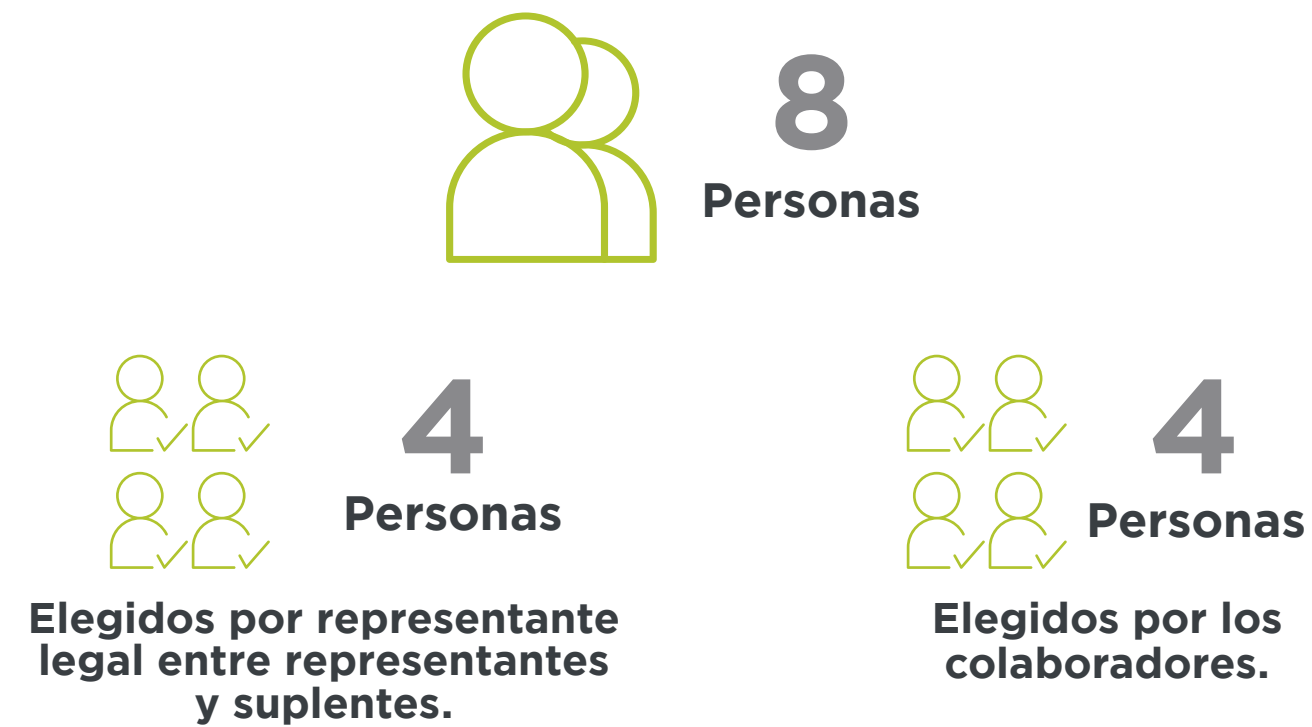 8
Personas
4
Personas
Elegidos por representante
legal entre representantes
y suplentes.
4
Personas
Elegidos por los
colaboradores.